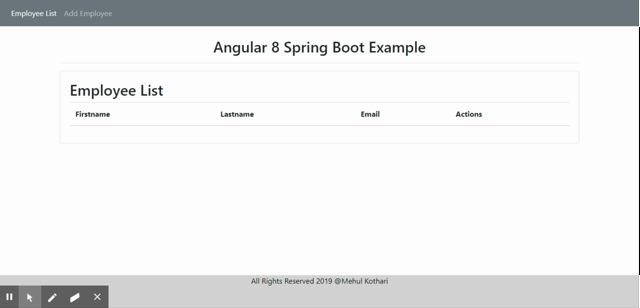 Employee List Add Employee
Angular 8 Spring Boot Example
Employee List
Firstname Lastname Email Actions
All Rights Reserved 2019 @Mehul Kothari